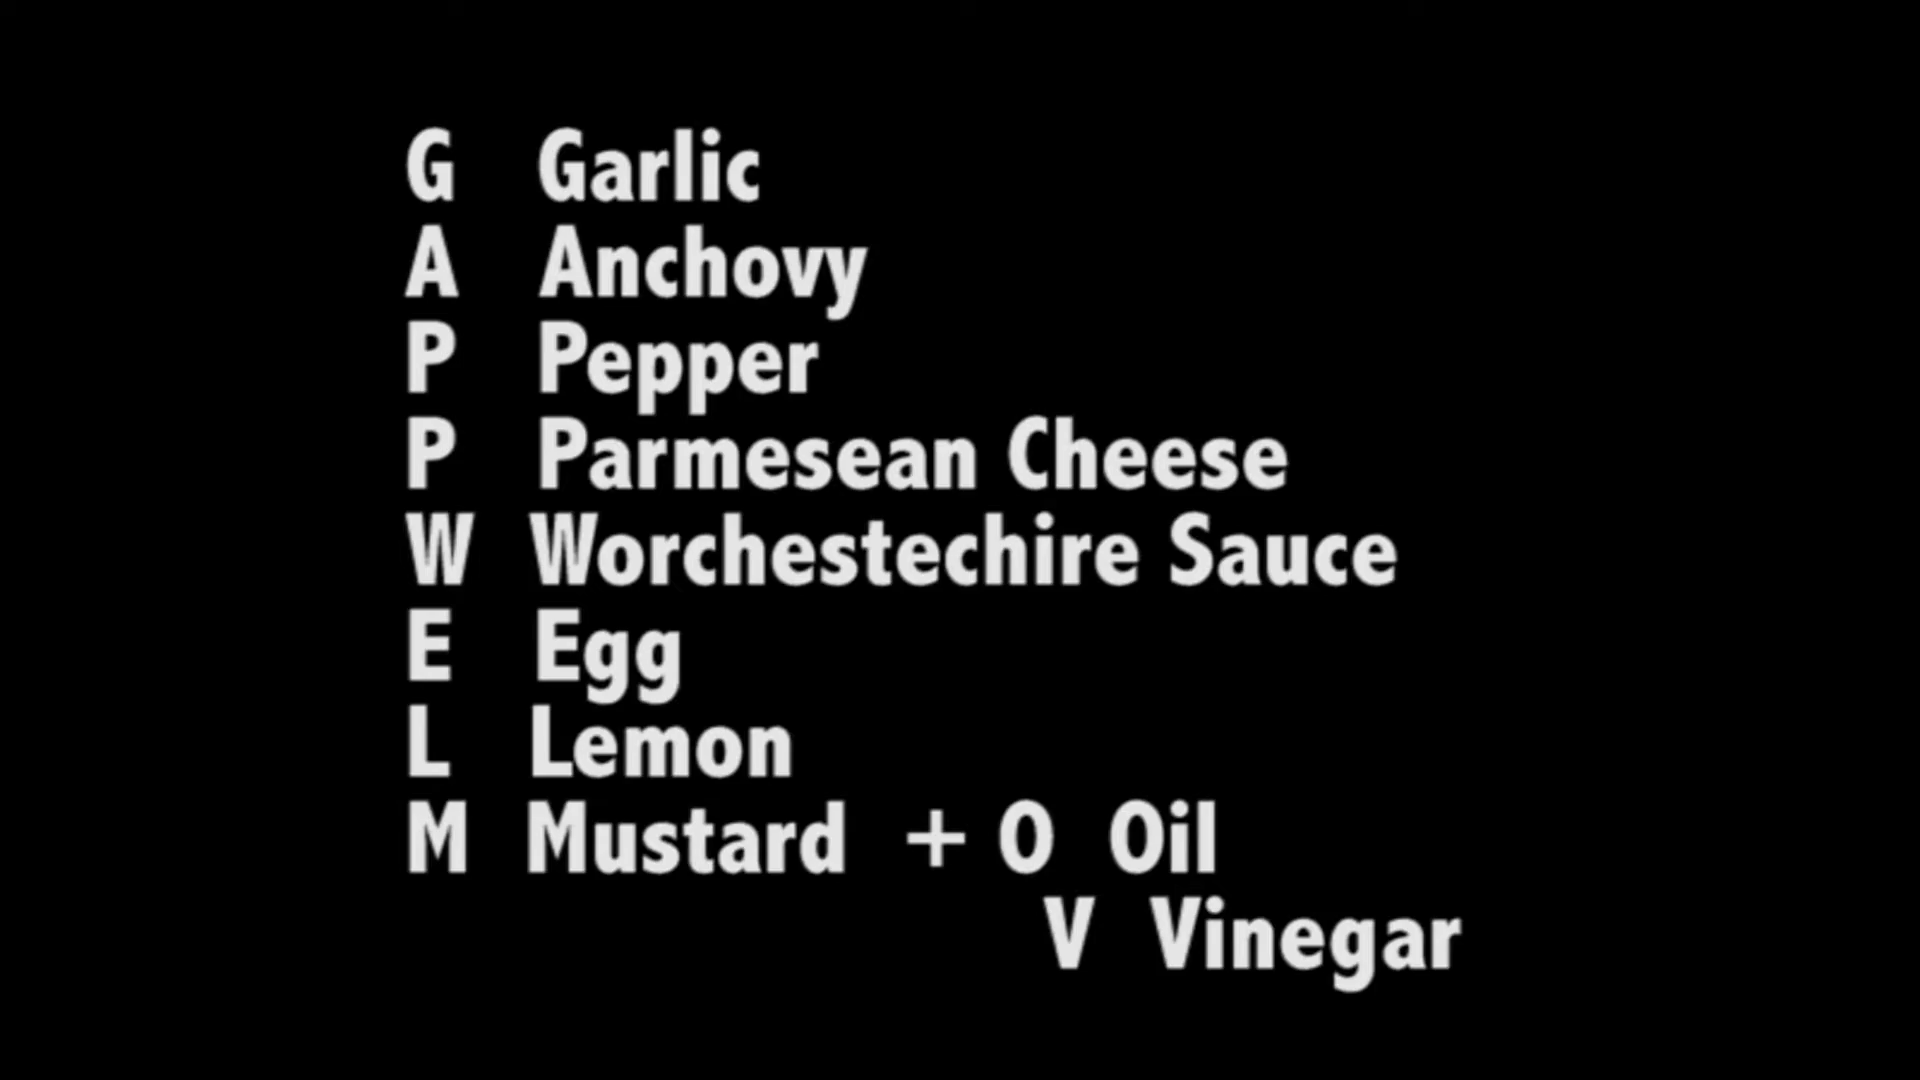 G Garlic
A Anchovy
P Pepper
P Parmesean Cheese
W Worchestechire Sauce
E Egg
L Lemon
M Mustard + O Oil
V Vinegar